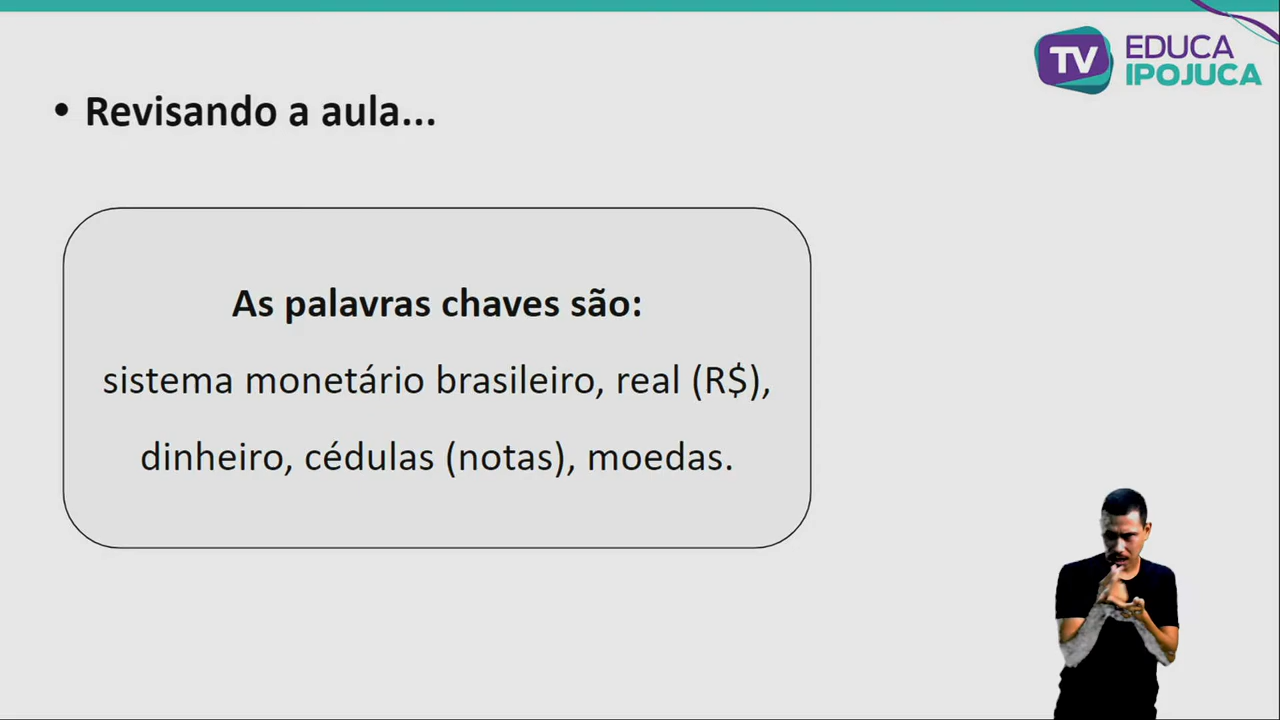 TV EDUCA
IPOJUCA
• Revisando a aula...
As palavras chaves são:
sistema monetário brasileiro, real (R$),
dinheiro, cédulas (notas), moedas.